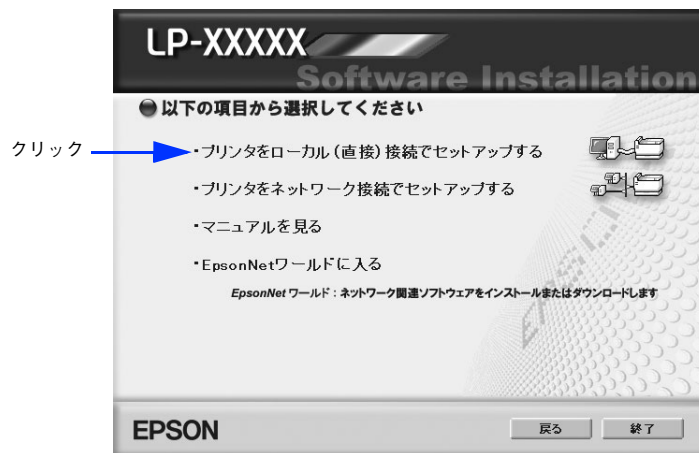 LP-XXXXX
Software Installation
以下の項目から選択してください
クリック
・プリンタをローカル(直接)接続でセットアップする
・プリンタをネットワーク接続でセットアップする
・マニュアルを見る
・EpsonNetワールドに入る
EpsonNet ワールド：ネットワーク関連ソフトウェアをインストールまたはダウンロードします
EPSON
戻る
終了